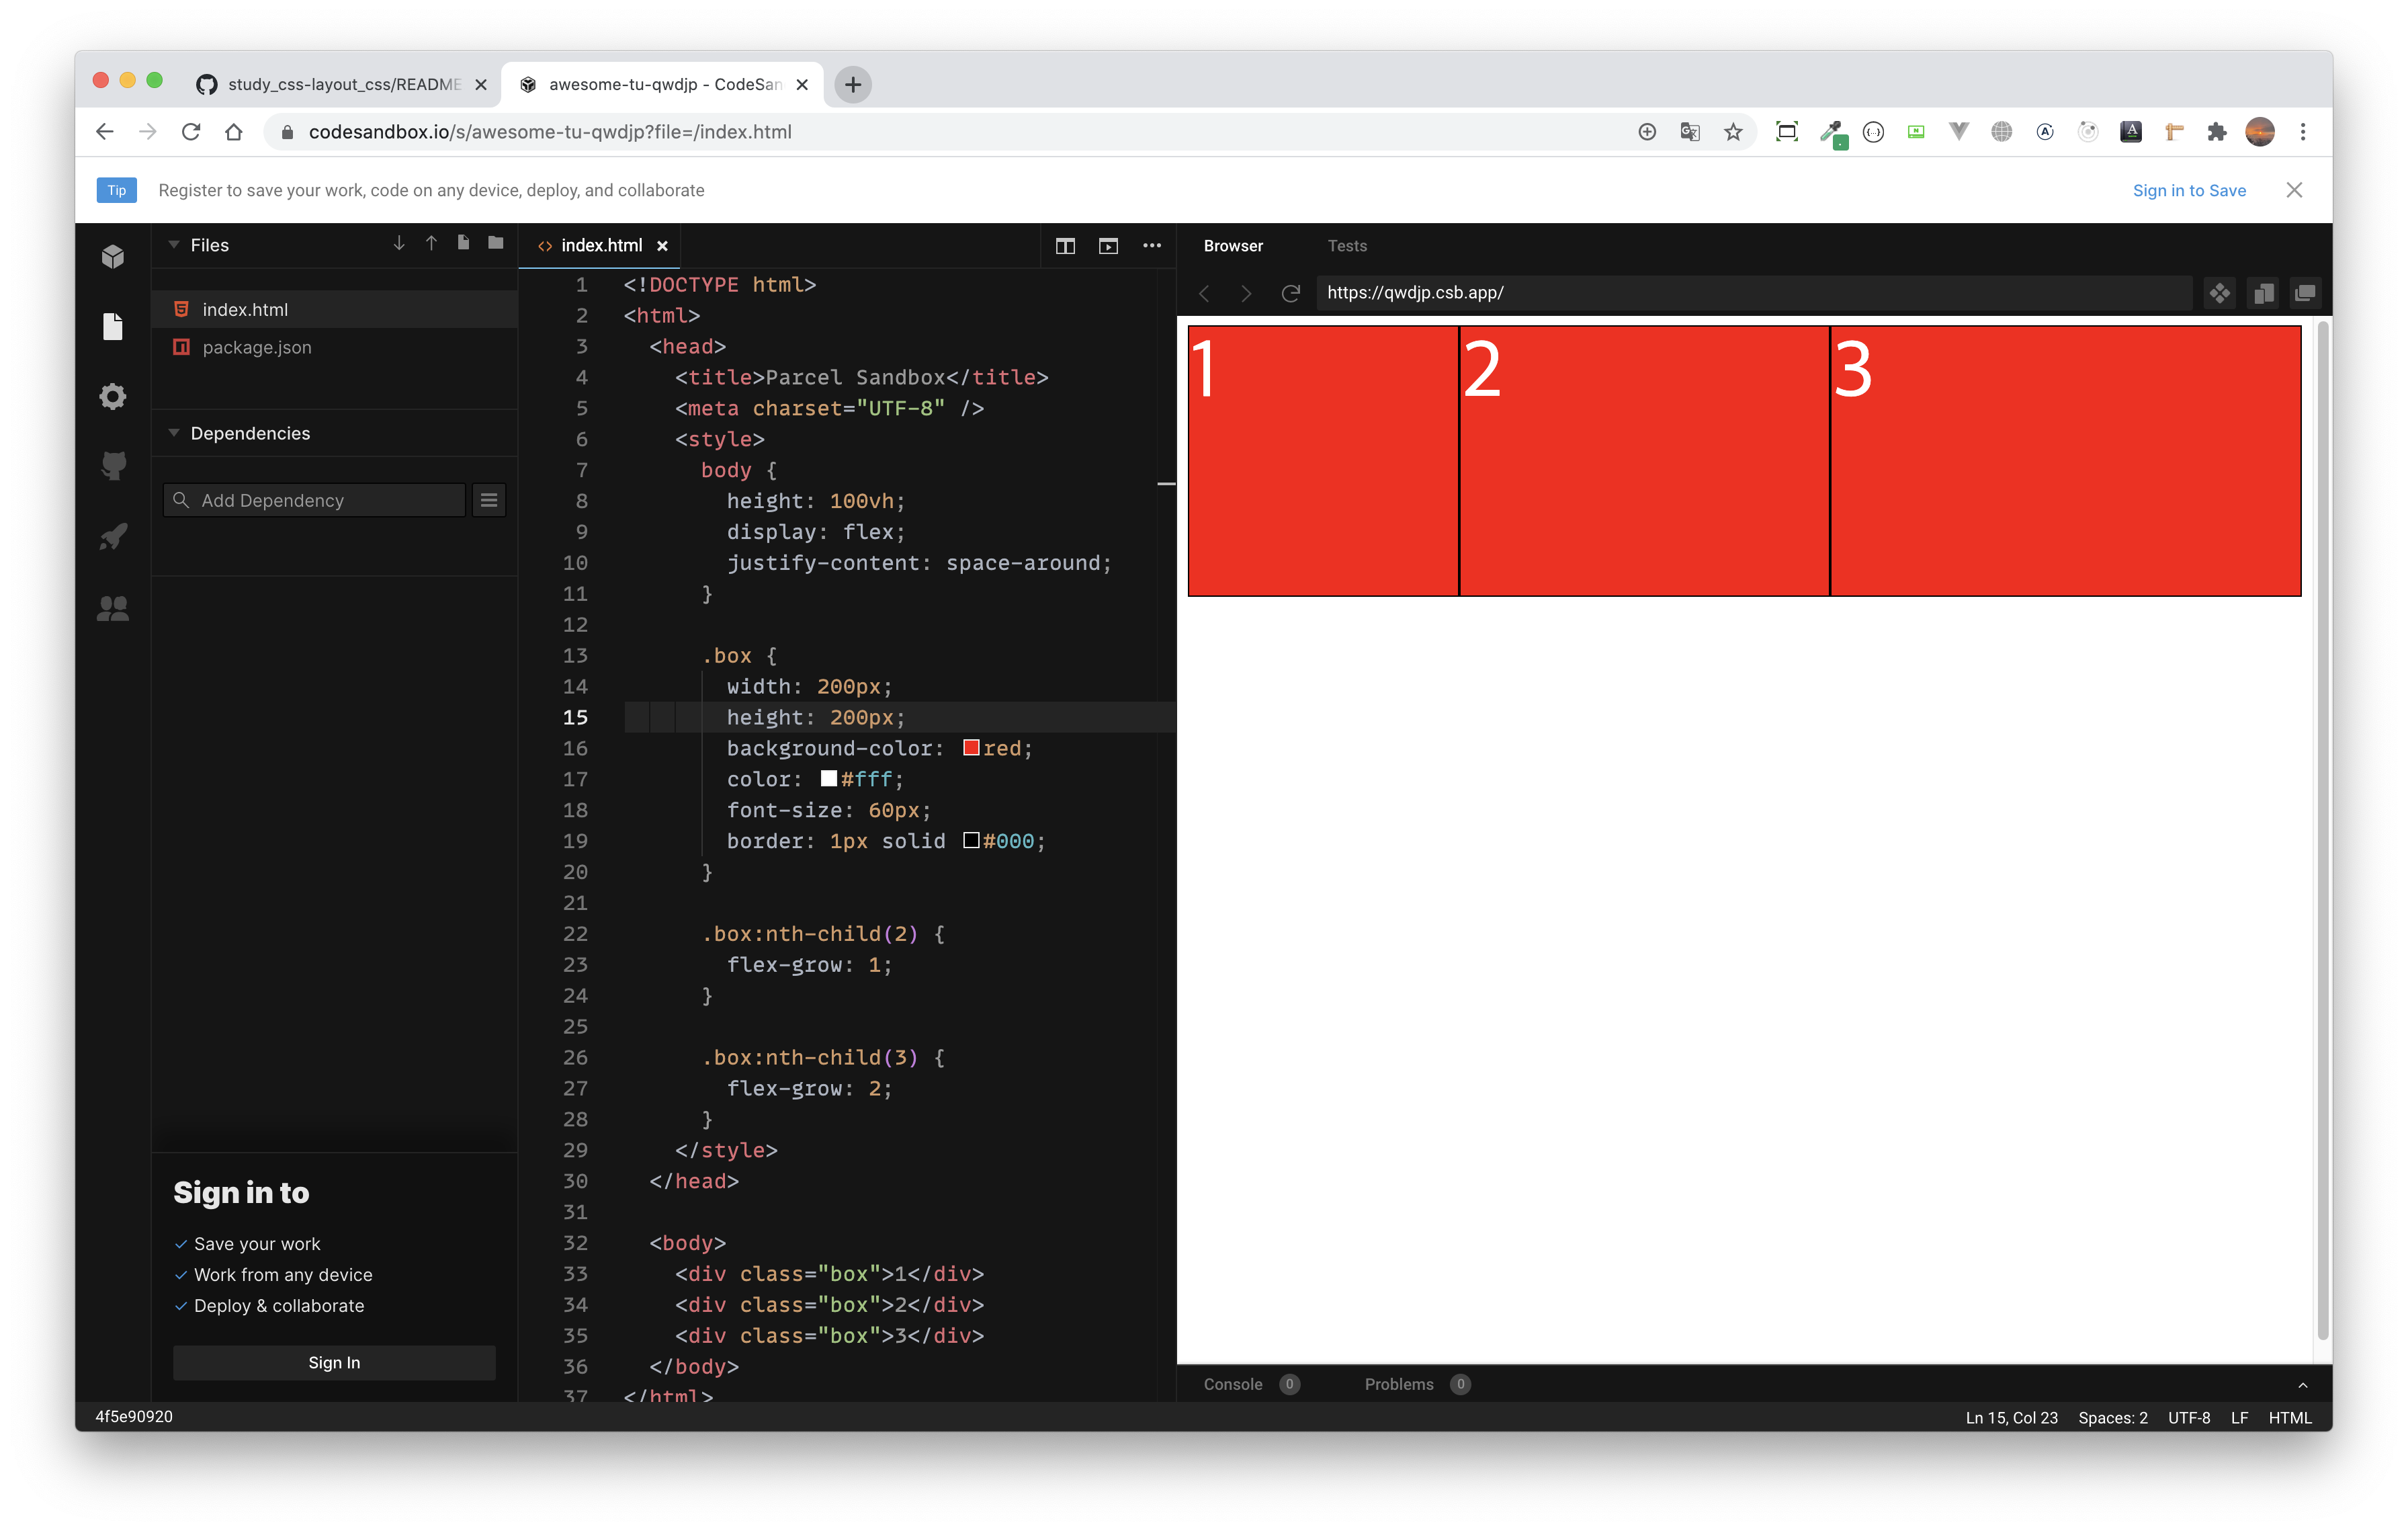 study_css-layout_css/README
awesome-tu-qwdjp - CodeSan
codesandbox.io/s/awesome-tu-qwdjp?file=/index.html
Tip Register to save your work, code on any device, deploy, and collaborate Sign in to Save
Files
index.html
package.json
Dependencies
Add Dependency
Sign in to
Save your work
Work from any device
Deploy & collaborate
Sign In
index.html
1 <!DOCTYPE html>
2 <html>
3 <head>
4 <title>Parcel Sandbox</title>
5 <meta charset="UTF-8" />
6 <style>
7 body {
8 height: 100vh;
9 display: flex;
10 justify-content: space-around;
11 }
12
13 .box {
14 width: 200px;
15 height: 200px;
16 background-color: red;
17 color: #fff;
18 font-size: 60px;
19 border: 1px solid #000;
20 }
21
22 .box:nth-child(2) {
23 flex-grow: 1;
24 }
25
26 .box:nth-child(3) {
27 flex-grow: 2;
28 }
29 </style>
30 </head>
31
32 <body>
33 <div class="box">1</div>
34 <div class="box">2</div>
35 <div class="box">3</div>
36 </body>
37 </html>
Browser Tests
https://qwdjp.csb.app/
1 2 3
Console 0 Problems 0
4f5e90920
Ln 15, Col 23 Spaces: 2 UTF-8 LF HTML